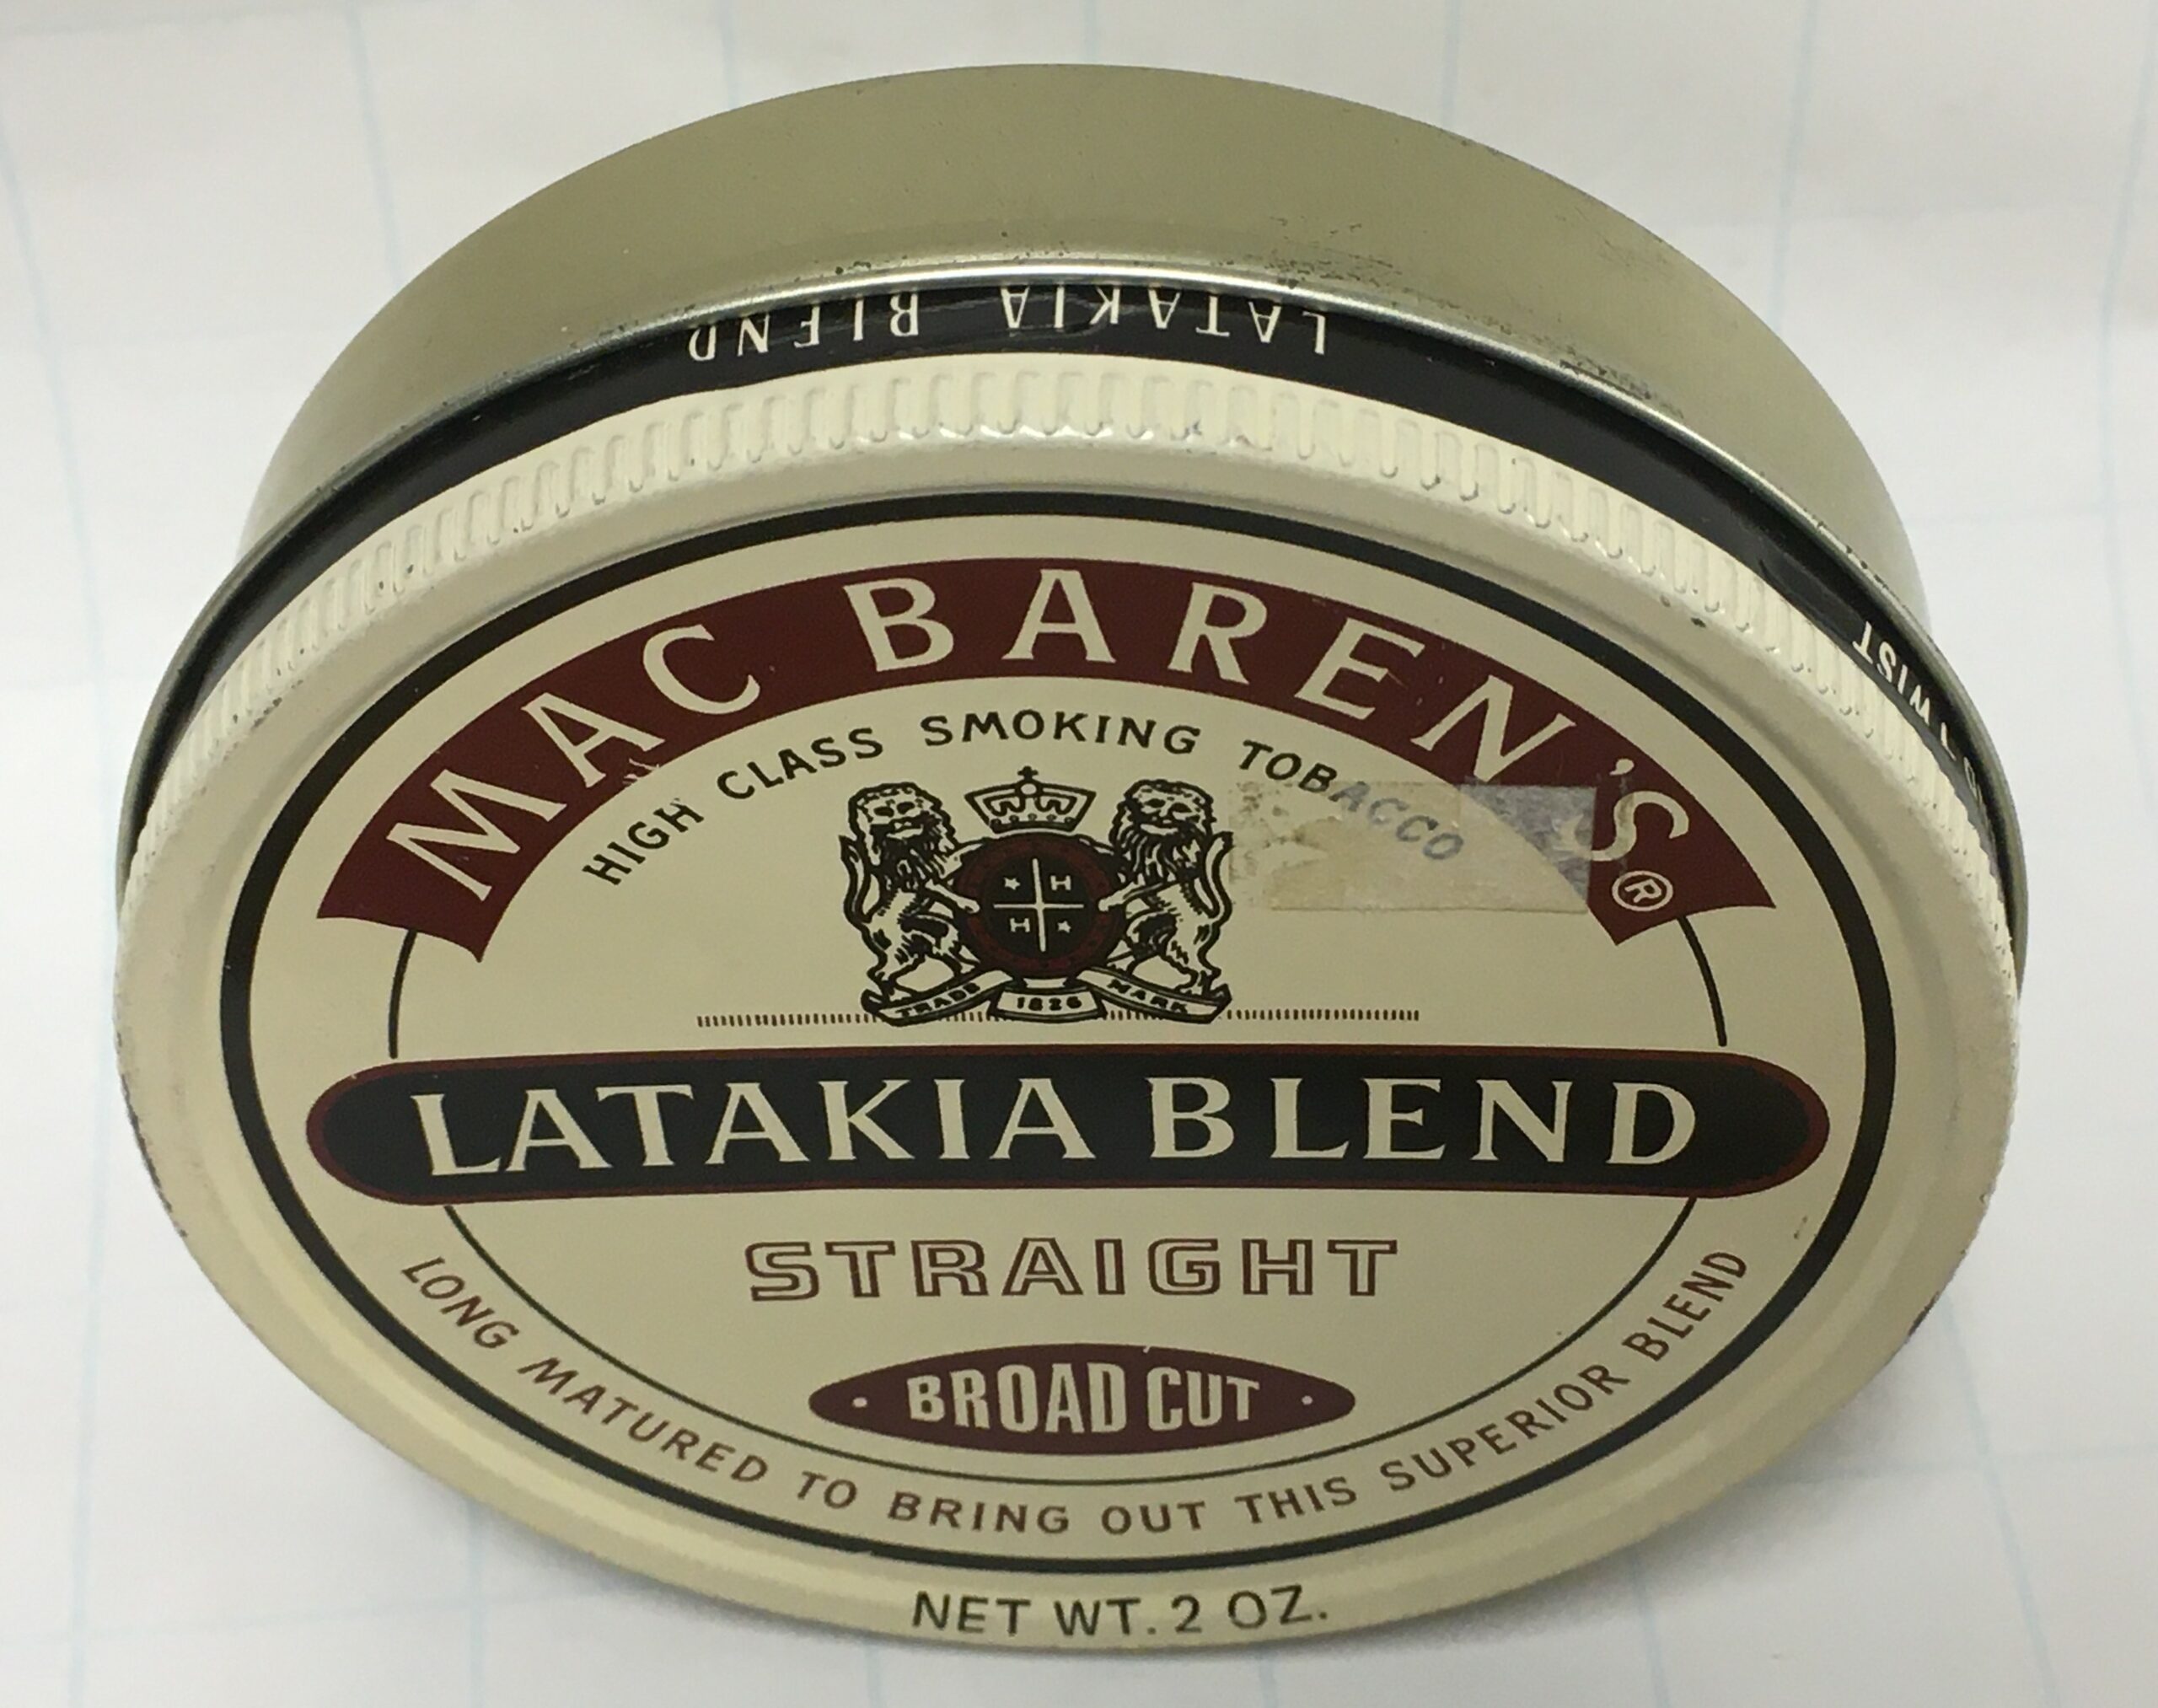 LATAKIA BLEND
TWIST
MAC BAREN'S®
HIGH CLASS SMOKING TOBACCO
H
H
TRADE 1826 MARK
LATAKIA BLEND
STRAIGHT
· BROAD CUT ·
LONG MATURED TO BRING OUT THIS SUPERIOR BLEND
NET WT. 2 OZ.